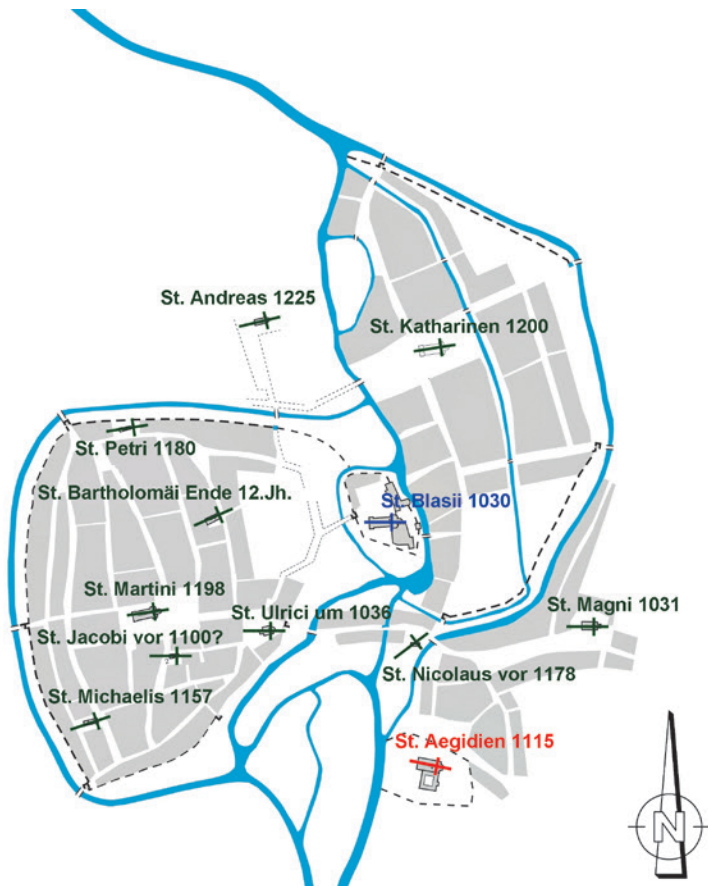 St. Andreas 1225
St. Katharinen 1200
St. Petri 1180
St. Bartholomäi Ende 12.Jh.
St. Blasii 1030
St. Martini 1198
St. Ulrici um 1036
St. Magni 1031
St. Jacobi vor 1100?
St. Nicolaus vor 1178
St. Michaelis 1157
St. Aegidien 1115
N